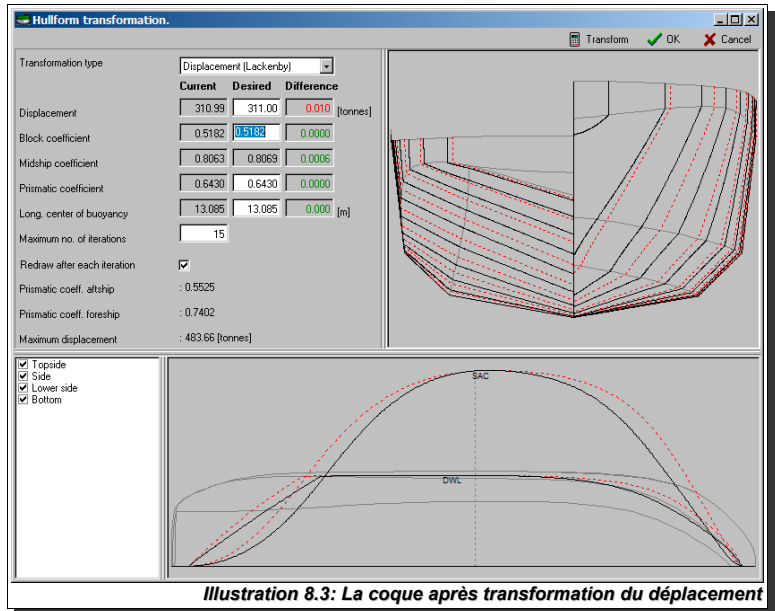 Hullform transformation.
Transform OK Cancel
Transformation type Displacement (Lackenby)
Current Desired Difference
Displacement 310.99 311.00 0.010 [tonnes]
Block coefficient 0.5182 0.5182 0.0000
Midship coefficient 0.8063 0.8069 0.0006
Prismatic coefficient 0.6430 0.6430 0.0000
Long. center of buoyancy 13.085 13.085 0.000 [m]
Maximum no. of iterations 15
Redraw after each iteration
Prismatic coeff. aftship : 0.5525
Prismatic coeff. foreship : 0.7402
Maximum displacement : 483.66 [tonnes]
Topside
Side
Lower side
Bottom
SAC
DWL
Illustration 8.3: La coque après transformation du déplacement